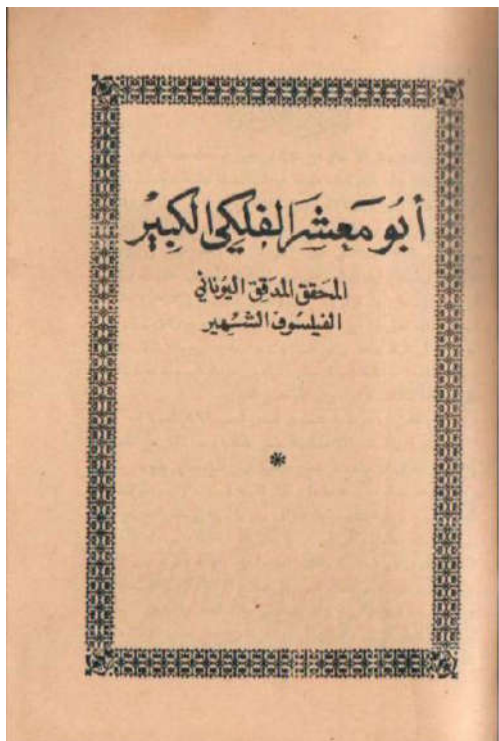 أبو معشر الفلكي الكبير
المحقق المدقق اليوناني
الفيلسوف الشهير